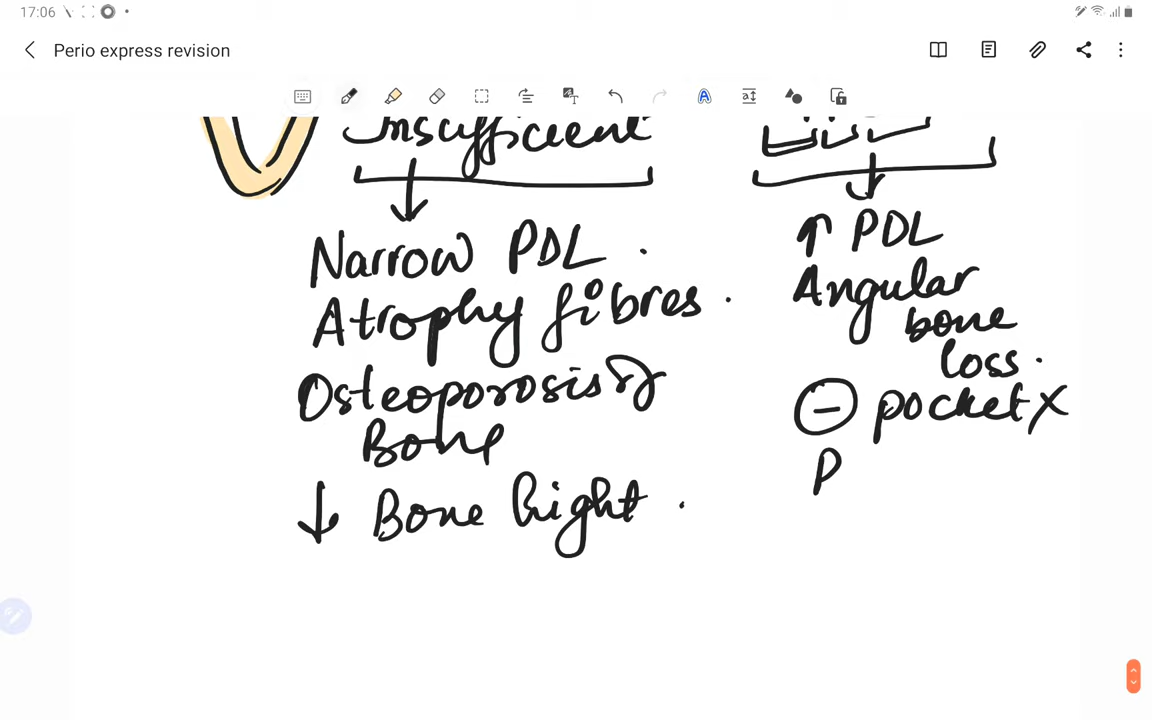 17:06
Perio express revision
Insufficient
Narrow PDL.
Atrophy fibres.
Osteoporosis of
Bone
↓ Bone hight.
↑ PDL
Angular
bone
loss.
⊖ pocket X
P